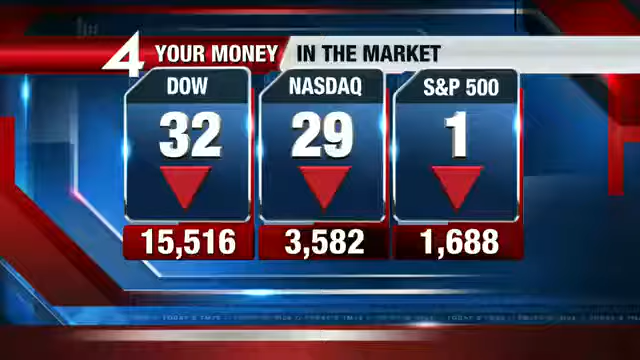 4 YOUR MONEY IN THE MARKET
DOW NASDAQ S&P 500
32 29 1
15,516 3,582 1,688